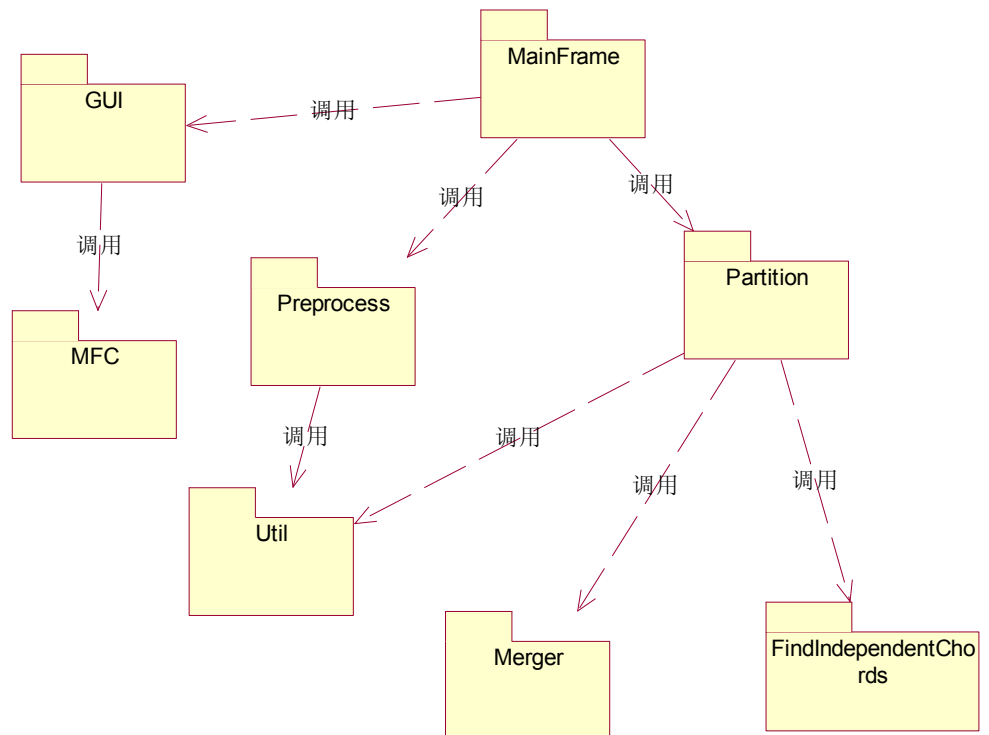 MainFrame
GUI
调用
调用
调用
调用
Partition
Preprocess
MFC
调用
调用
调用
调用
Util
Merger
FindIndependentCho
rds